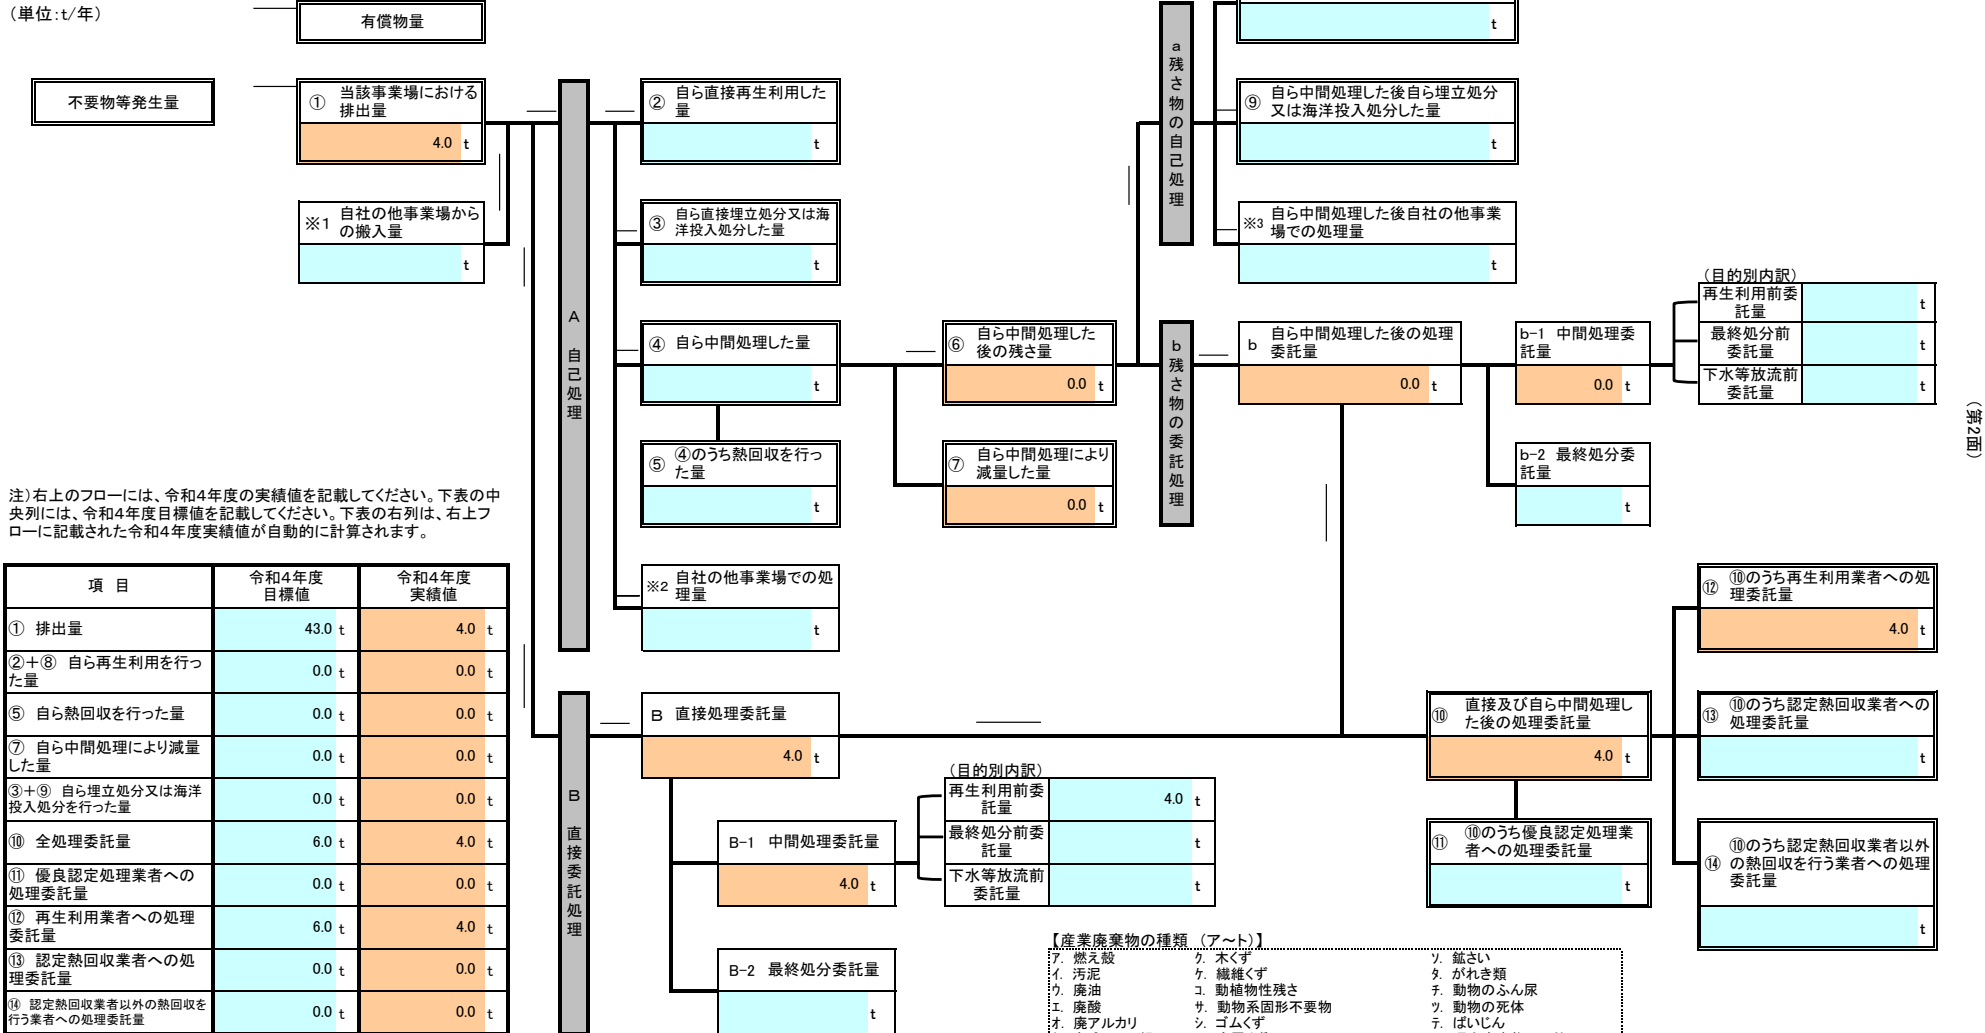 （単位：t/年）
有償物量
不要物等発生量
① 当該事業場における
排出量
4.0 t
※1 自社の他事業場から
の搬入量
t
A 自己処理
② 自ら直接再生利用した
量
t
③ 自ら直接埋立処分又は海
洋投入処分した量
t
④ 自ら中間処理した量
t
⑤ ④のうち熱回収を行っ
た量
t
※2 自社の他事業場での処
理量
t
⑥ 自ら中間処理した
後の残さ量
0.0 t
⑦ 自ら中間処理により
減量した量
0.0 t
a 残さ物の自己処理
t
⑨ 自ら中間処理した後自ら埋立処分
又は海洋投入処分した量
t
※3 自ら中間処理した後自社の他事業
場での処理量
t
b 残さ物の委託処理
b 自ら中間処理した後の処理
委託量
0.0 t
b-1 中間処理委
託量
0.0 t
b-2 最終処分委
託量
t
（目的別内訳）
再生利用前委
託量
t
最終処分前
委託量
t
下水等放流前
委託量
t
（第2面）
注）右上のフローには、令和４年度の実績値を記載してください。下表の中
央列には、令和４年度目標値を記載してください。下表の右列は、右上フ
ローに記載された令和４年度実績値が自動的に計算されます。
項 目 令和４年度
目標値 令和４年度
実績値
① 排出量 43.0 t 4.0 t
②＋⑧ 自ら再生利用を行っ
た量 0.0 t 0.0 t
⑤ 自ら熱回収を行った量 0.0 t 0.0 t
⑦ 自ら中間処理により減量
した量 0.0 t 0.0 t
③＋⑨ 自ら埋立処分又は海洋
投入処分を行った量 0.0 t 0.0 t
⑩ 全処理委託量 6.0 t 4.0 t
⑪ 優良認定処理業者への
処理委託量 0.0 t 0.0 t
⑫ 再生利用業者への処理
委託量 6.0 t 4.0 t
⑬ 認定熱回収業者への処
理委託量 0.0 t 0.0 t
⑭ 認定熱回収業者以外の熱回収を
行う業者への処理委託量 0.0 t 0.0 t
B 直接委託処理
B 直接処理委託量
4.0 t
B-1 中間処理委託量
4.0 t
B-2 最終処分委託量
t
（目的別内訳）
再生利用前委
託量
4.0 t
最終処分前委
託量
t
下水等放流前
委託量
t
⑩ 直接及び自ら中間処理し
た後の処理委託量
4.0 t
⑪ ⑩のうち優良認定処理業
者への処理委託量
t
⑫ ⑩のうち再生利用業者への処
理委託量
4.0 t
⑬ ⑩のうち認定熱回収業者への
処理委託量
t
⑭ ⑩のうち認定熱回収業者以外
の熱回収を行う業者への処理
委託量
t
【産業廃棄物の種類 （ア～ト）】
ア. 燃え殻 ク. 木くず ソ. 鉱さい
イ. 汚泥 ケ. 繊維くず タ. がれき類
ウ. 廃油 コ. 動植物性残さ チ. 動物のふん尿
エ. 廃酸 サ. 動物系固形不要物 ツ. 動物の死体
オ. 廃アルカリ シ. ゴムくず テ. ばいじん